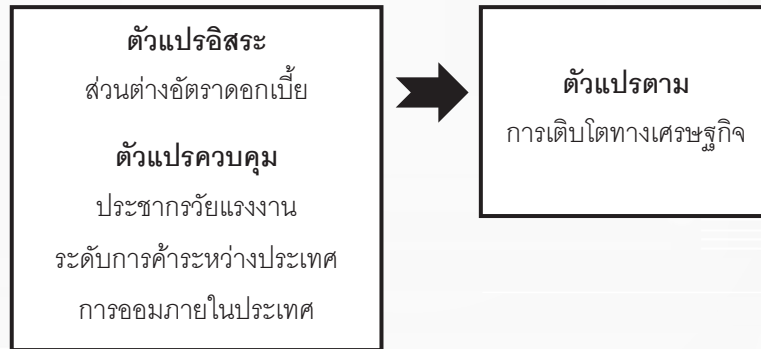 ตัวแปรอิสระ
ส่วนต่างอัตราดอกเบี้ย
ตัวแปรควบคุม
ประชากรวัยแรงงาน
ระดับการค้าระหว่างประเทศ
การออมภายในประเทศ
ตัวแปรตาม
การเติบโตทางเศรษฐกิจ